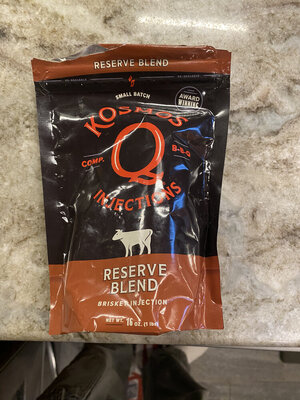 RESERVE BLEND
SMALL BATCH
AWARD
WINNING
KOSMOS
COMP. Q B-B-Q
INJECTIONS
RESERVE
BLEND
BRISKET INJECTION
NET WT. 16 OZ. (1 lb)